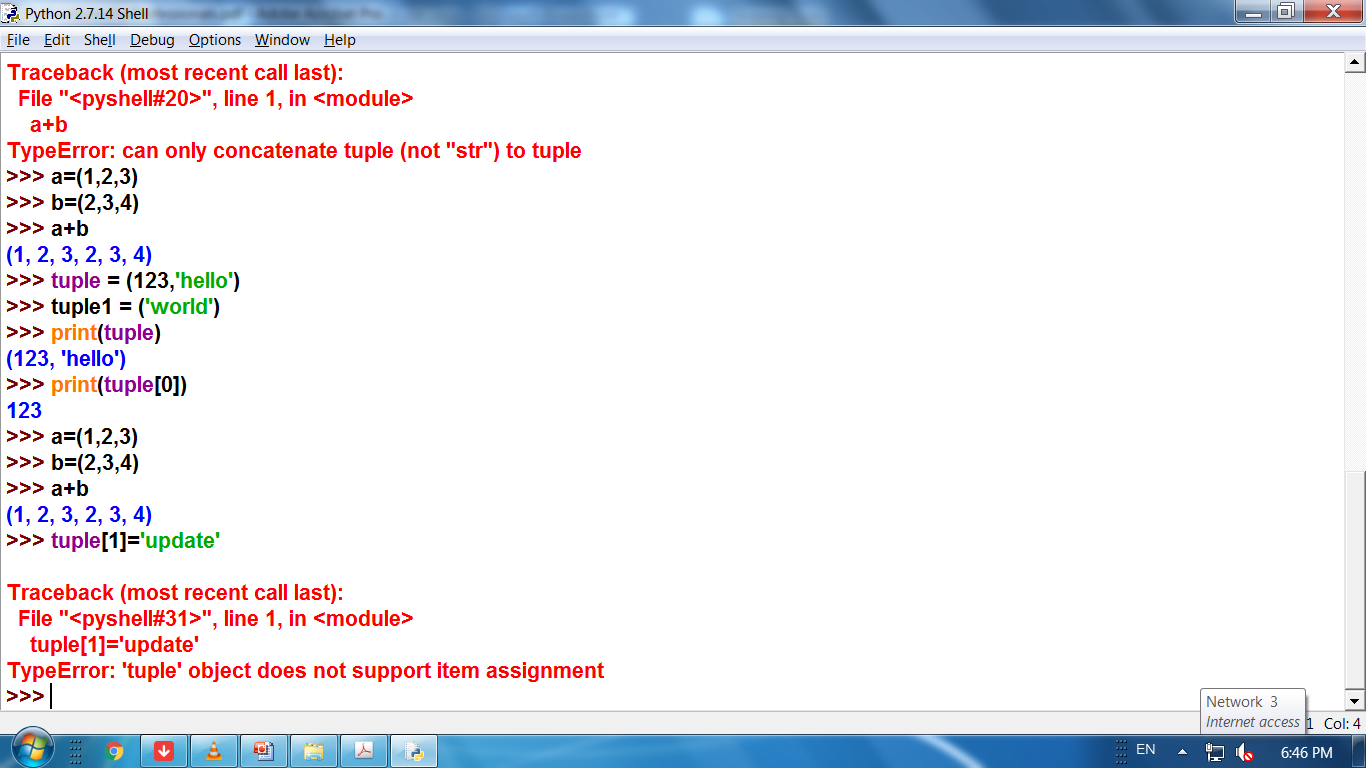 Python 2.7.14 Shell
File Edit Shell Debug Options Window Help
Traceback (most recent call last):
  File "<pyshell#20>", line 1, in <module>
    a+b
TypeError: can only concatenate tuple (not "str") to tuple
>>> a=(1,2,3)
>>> b=(2,3,4)
>>> a+b
(1, 2, 3, 2, 3, 4)
>>> tuple = (123,'hello')
>>> tuple1 = ('world')
>>> print(tuple)
(123, 'hello')
>>> print(tuple[0])
123
>>> a=(1,2,3)
>>> b=(2,3,4)
>>> a+b
(1, 2, 3, 2, 3, 4)
>>> tuple[1]='update'
Traceback (most recent call last):
  File "<pyshell#31>", line 1, in <module>
    tuple[1]='update'
TypeError: 'tuple' object does not support item assignment
>>>
Network 3
Internet access
1 Col: 4
EN
6:46 PM